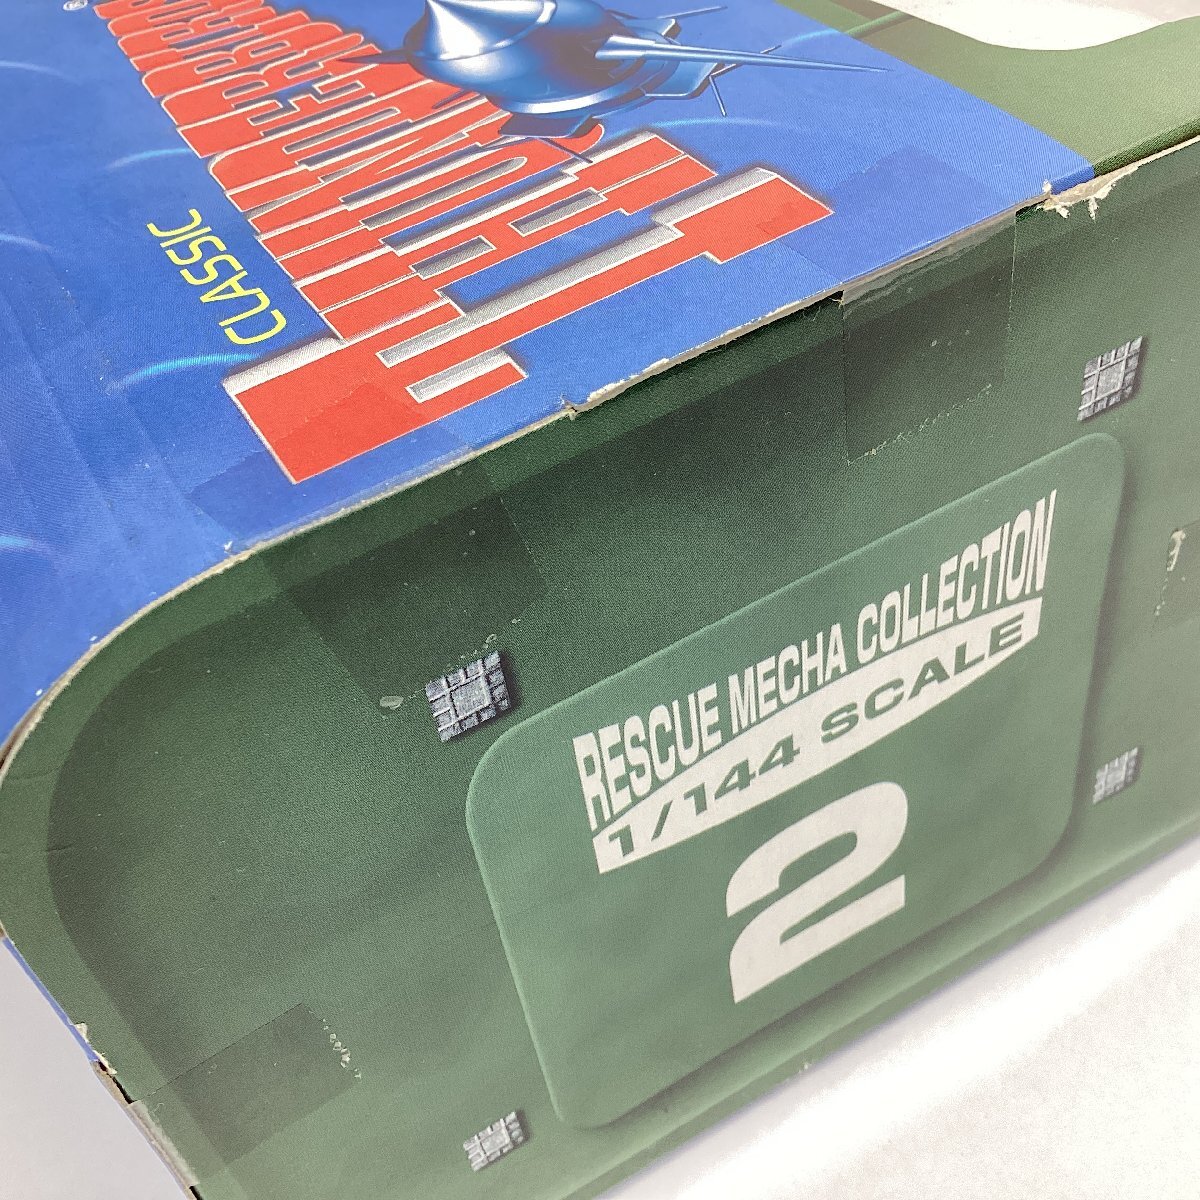 THUNDERBIRDS
CLASSIC
RESCUE MECHA COLLECTION
1/144 SCALE
2